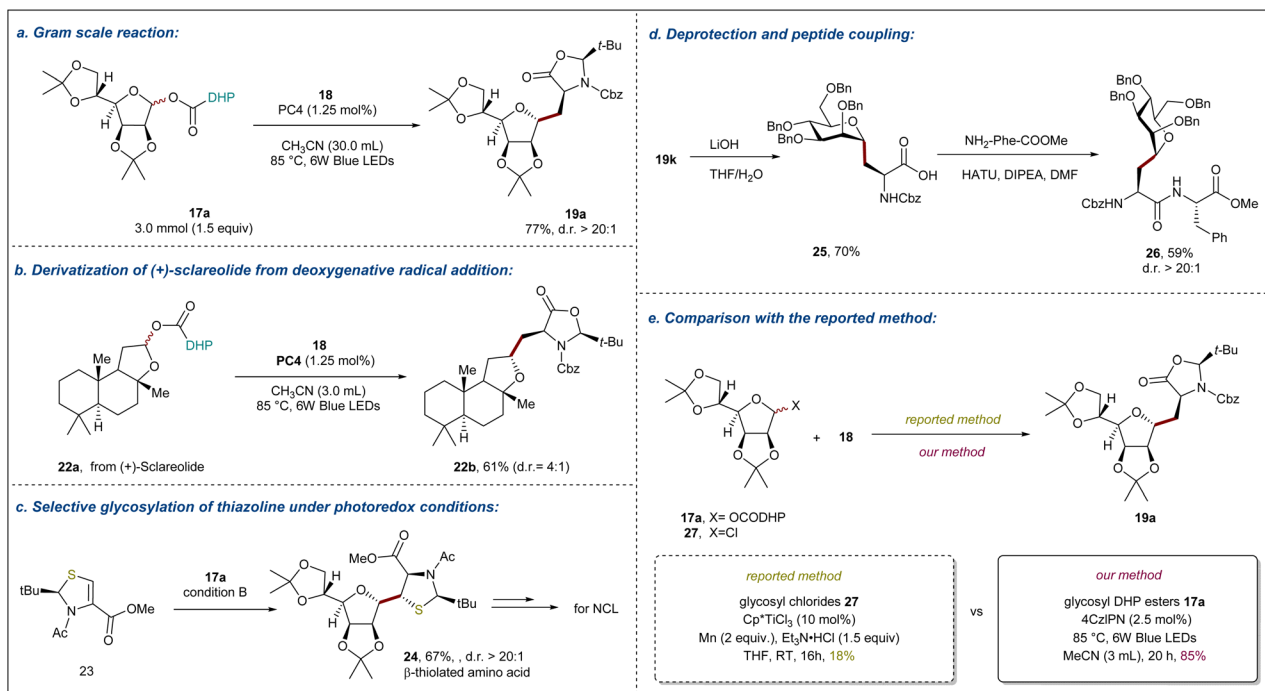 a. Gram scale reaction:
H
O
O
O
O
DHP
O
H
O
O
17a
3.0 mmol (1.5 equiv)
18
PC4 (1.25 mol%)
CH₃CN (30.0 mL)
85 °C, 6W Blue LEDs
t-Bu
O
O
N
Cbz
H
O
O
O
H
O
O
19a
77%, d.r. > 20:1
b. Derivatization of (+)-sclareolide from deoxygenative radical addition:
O
O
DHP
Me
O
Me
H
22a, from (+)-Sclareolide
18
PC4 (1.25 mol%)
CH₃CN (3.0 mL)
85 °C, 6W Blue LEDs
O
O
t-Bu
N
Cbz
Me
O
Me
H
22b, 61% (d.r.= 4:1)
c. Selective glycosylation of thiazoline under photoredox conditions:
S
tBu
N
Ac
OMe
O
23
17a
condition B
O
MeO
Ac
N
tBu
S
H
O
O
O
H
O
O
24, 67%, , d.r. > 20:1
β-thiolated amino acid
for NCL
d. Deprotection and peptide coupling:
19k
LiOH
THF/H₂O
OBn
OBn
O
BnO
BnO
O
OH
NHCbz
25, 70%
NH₂-Phe-COOMe
HATU, DIPEA, DMF
BnO
OBn
BnO
OBn
O
CbzHN
O
H
N
O
OMe
Ph
26, 59%
d.r. > 20:1
e. Comparison with the reported method:
H
O
O
O
X
H
O
O
17a, X= OCODHP
27, X=Cl
+ 18
reported method
our method
t-Bu
O
O
N
Cbz
H
O
O
O
H
O
O
19a
reported method
glycosyl chlorides 27
Cp*TiCl₃ (10 mol%)
Mn (2 equiv.), Et₃N•HCl (1.5 equiv)
THF, RT, 16h, 18%
vs
our method
glycosyl DHP esters 17a
4CzIPN (2.5 mol%)
85 °C, 6W Blue LEDs
MeCN (3 mL), 20 h, 85%